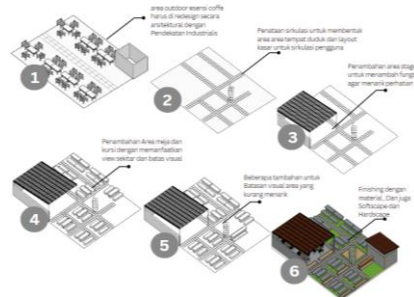 area outdoor esensi coffe
harus di redesign secara
arsitektural dengan
Pendekatan Industrialis
1
Penataan sirkulasi untuk membentuk
area area tempat duduk dan layout
kasar untuk sirkulasi pengguna
2
Penambahan area stage
untuk menambah fungsi
agar menarik perhatian
3
Penambahan Area meja dan
kursi dengan memanfaatkan
view sekitar dan batas visual
4
Beberapa tambahan untuk
Batasan visual area yang
kurang menarik
5
Finishing dengan
material, Dan juga
Softscape dan
Hardscape
6